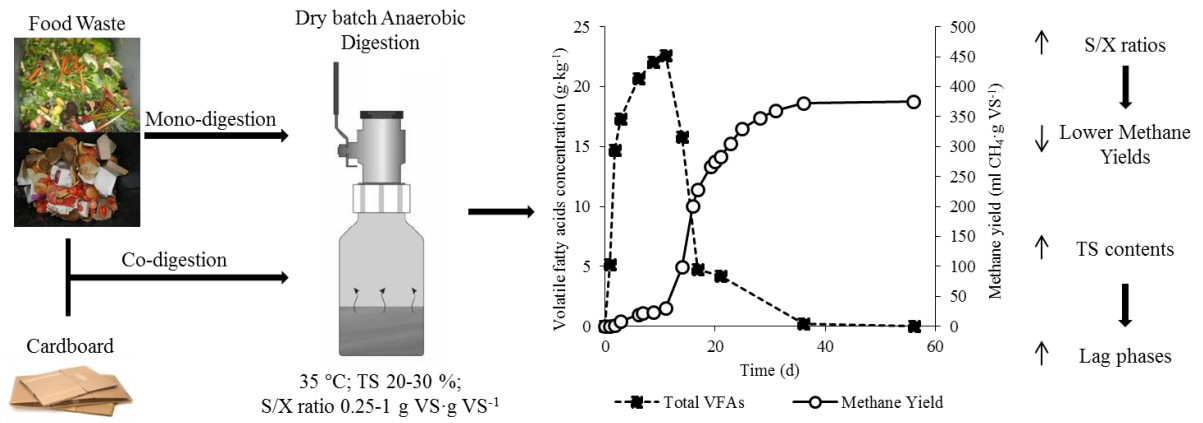 Food Waste
Mono-digestion
Co-digestion
Cardboard
Dry batch Anaerobic
Digestion
35 °C; TS 20-30 %;
S/X ratio 0.25-1 g VS·g VS⁻¹
Volatile fatty acids concentration (g·kg⁻¹)
25
20
15
10
5
0
0
20
40
60
Time (d)
500
450
400
350
300
250
200
150
100
50
0
Methane yield (ml CH₄·g VS⁻¹)
Total VFAs
Methane Yield
↑ S/X ratios
↓ Lower Methane
Yields
↑ TS contents
↑ Lag phases